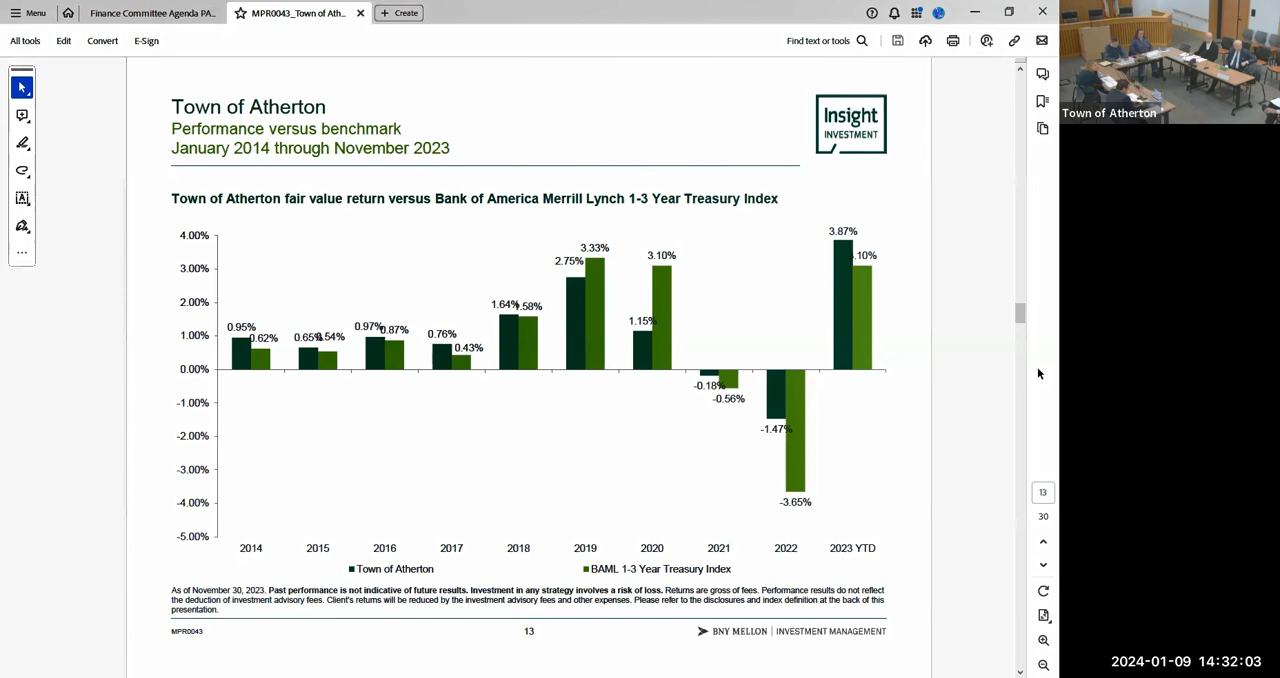 Menu
Finance Committee Agenda PA...
MPR0043_Town of Ath...
Create
All tools
Edit
Convert
E-Sign
Find text or tools
Town of Atherton
Town of Atherton
Performance versus benchmark
January 2014 through November 2023
Insight
INVESTMENT
Town of Atherton fair value return versus Bank of America Merrill Lynch 1-3 Year Treasury Index
4.00%
3.00%
2.00%
1.00%
0.00%
-1.00%
-2.00%
-3.00%
-4.00%
-5.00%
0.95%
0.62%
0.65%
0.54%
0.97%
0.87%
0.76%
0.43%
1.64%
1.58%
2.75%
3.33%
1.15%
3.10%
-0.18%
-0.56%
-1.47%
-3.65%
3.87%
3.10%
2014 2015 2016 2017 2018 2019 2020 2021 2022 2023 YTD
Town of Atherton BAML 1-3 Year Treasury Index
As of November 30, 2023. Past performance is not indicative of future results. Investment in any strategy involves a risk of loss. Returns are gross of fees. Performance results do not reflect
the deduction of investment advisory fees. Client's returns will be reduced by the investment advisory fees and other expenses. Please refer to the disclosures and index definition at the back of this
presentation.
MPR0043 13 BNY MELLON | INVESTMENT MANAGEMENT
13
30
2024-01-09 14:32:03